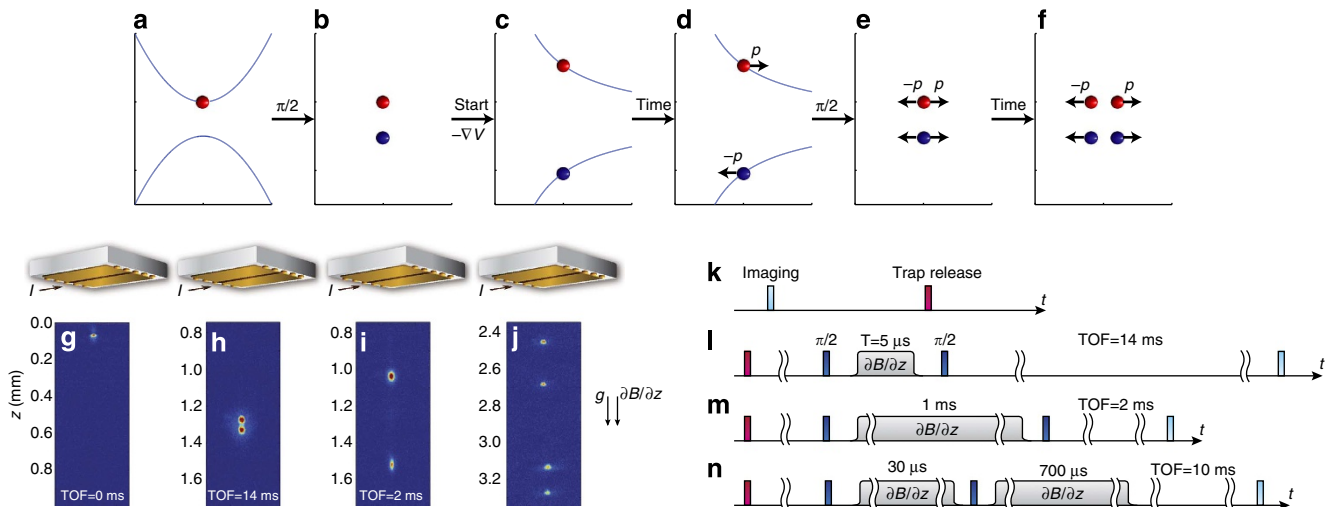 a
b
c
d
e
f
π/2
Start
−∇V
Time
p
−p
π/2
−p p
Time
−p p
I
I
I
I
z (mm)
0.0
0.2
0.4
0.6
0.8
g
TOF=0 ms
0.8
1.0
1.2
1.4
1.6
h
TOF=14 ms
0.8
1.0
1.2
1.4
1.6
i
TOF=2 ms
2.4
2.6
2.8
3.0
3.2
j
g ∂B/∂z
k
Imaging
Trap release
t
l
π/2
T=5 μs
π/2
TOF=14 ms
∂B/∂z
t
m
1 ms
TOF=2 ms
∂B/∂z
t
n
30 μs
700 μs
TOF=10 ms
∂B/∂z
∂B/∂z
t